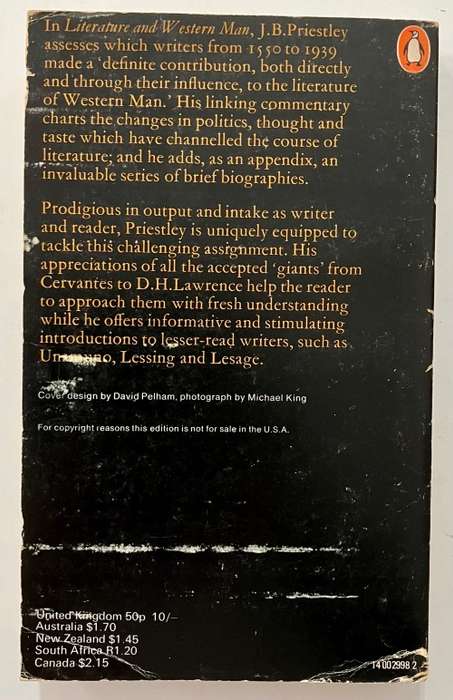 In Literature and Western Man, J.B.Priestley
assesses which writers from 1550 to 1939
made a ‘definite contribution, both directly
and through their influence, to the literature
of Western Man.’ His linking commentary
charts the changes in politics, thought and
taste which have channelled the course of
literature; and he adds, as an appendix, an
invaluable series of brief biographies.
Prodigious in output and intake as writer
and reader, Priestley is uniquely equipped to
tackle this challenging assignment. His
appreciations of all the accepted ‘giants’ from
Cervantes to D.H.Lawrence help the reader
to approach them with fresh understanding
while he offers informative and stimulating
introductions to lesser-read writers, such as
Unamuno, Lessing and Lesage.
Cover design by David Pelham, photograph by Michael King
For copyright reasons this edition is not for sale in the U.S.A.
United Kingdom 50p 10/–
Australia $1.70
New Zealand $1.45
South Africa R1.20
Canada $2.15
14 002998 2